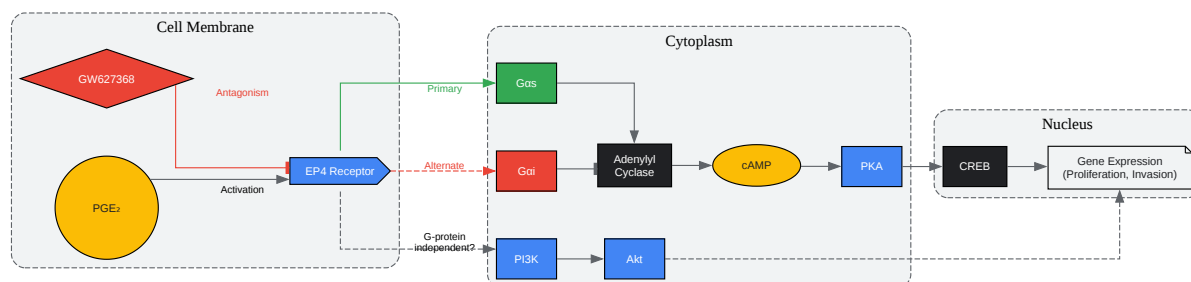 Cell Membrane
GW627368
Antagonism
EP4 Receptor
PGE₂
Activation
Cytoplasm
Primary
Gαs
Alternate
Gαi
Adenylyl
Cyclase
cAMP
PKA
G-protein
independent?
PI3K
Akt
Nucleus
CREB
Gene Expression
(Proliferation, Invasion)